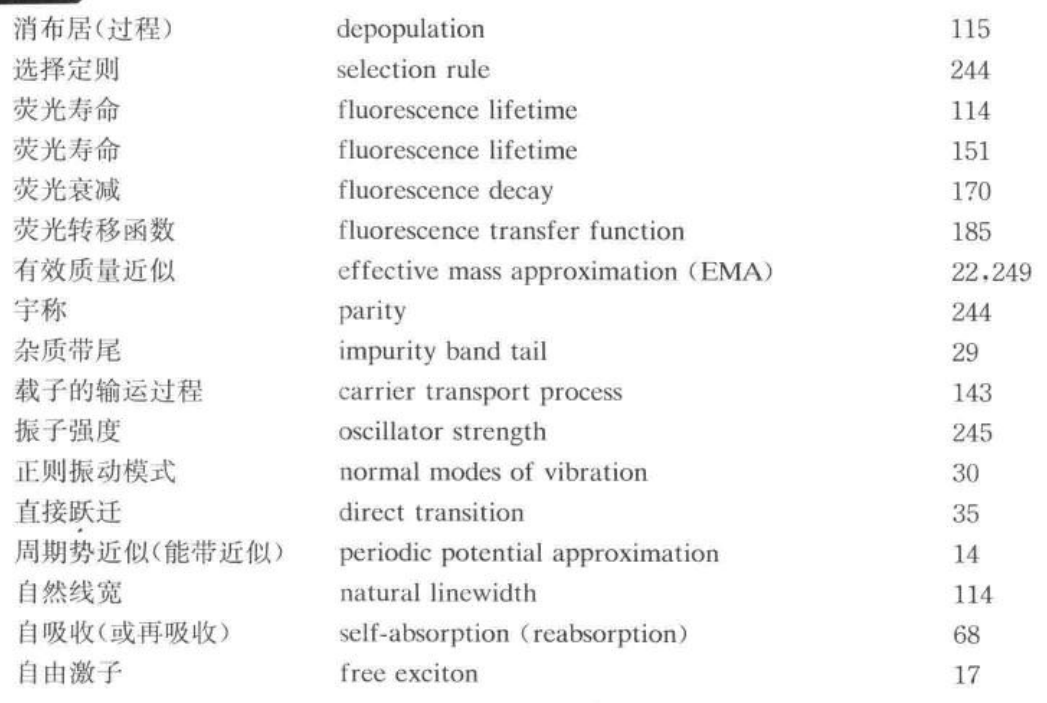 消布居(过程) depopulation 115
选择定则 selection rule 244
荧光寿命 fluorescence lifetime 114
荧光寿命 fluorescence lifetime 151
荧光衰减 fluorescence decay 170
荧光转移函数 fluorescence transfer function 185
有效质量近似 effective mass approximation (EMA) 22,249
宇称 parity 244
杂质带尾 impurity band tail 29
载子的输运过程 carrier transport process 143
振子强度 oscillator strength 245
正则振动模式 normal modes of vibration 30
直接跃迁 direct transition 35
周期势近似(能带近似) periodic potential approximation 14
自然线宽 natural linewidth 114
自吸收(或再吸收) self-absorption (reabsorption) 68
自由激子 free exciton 17